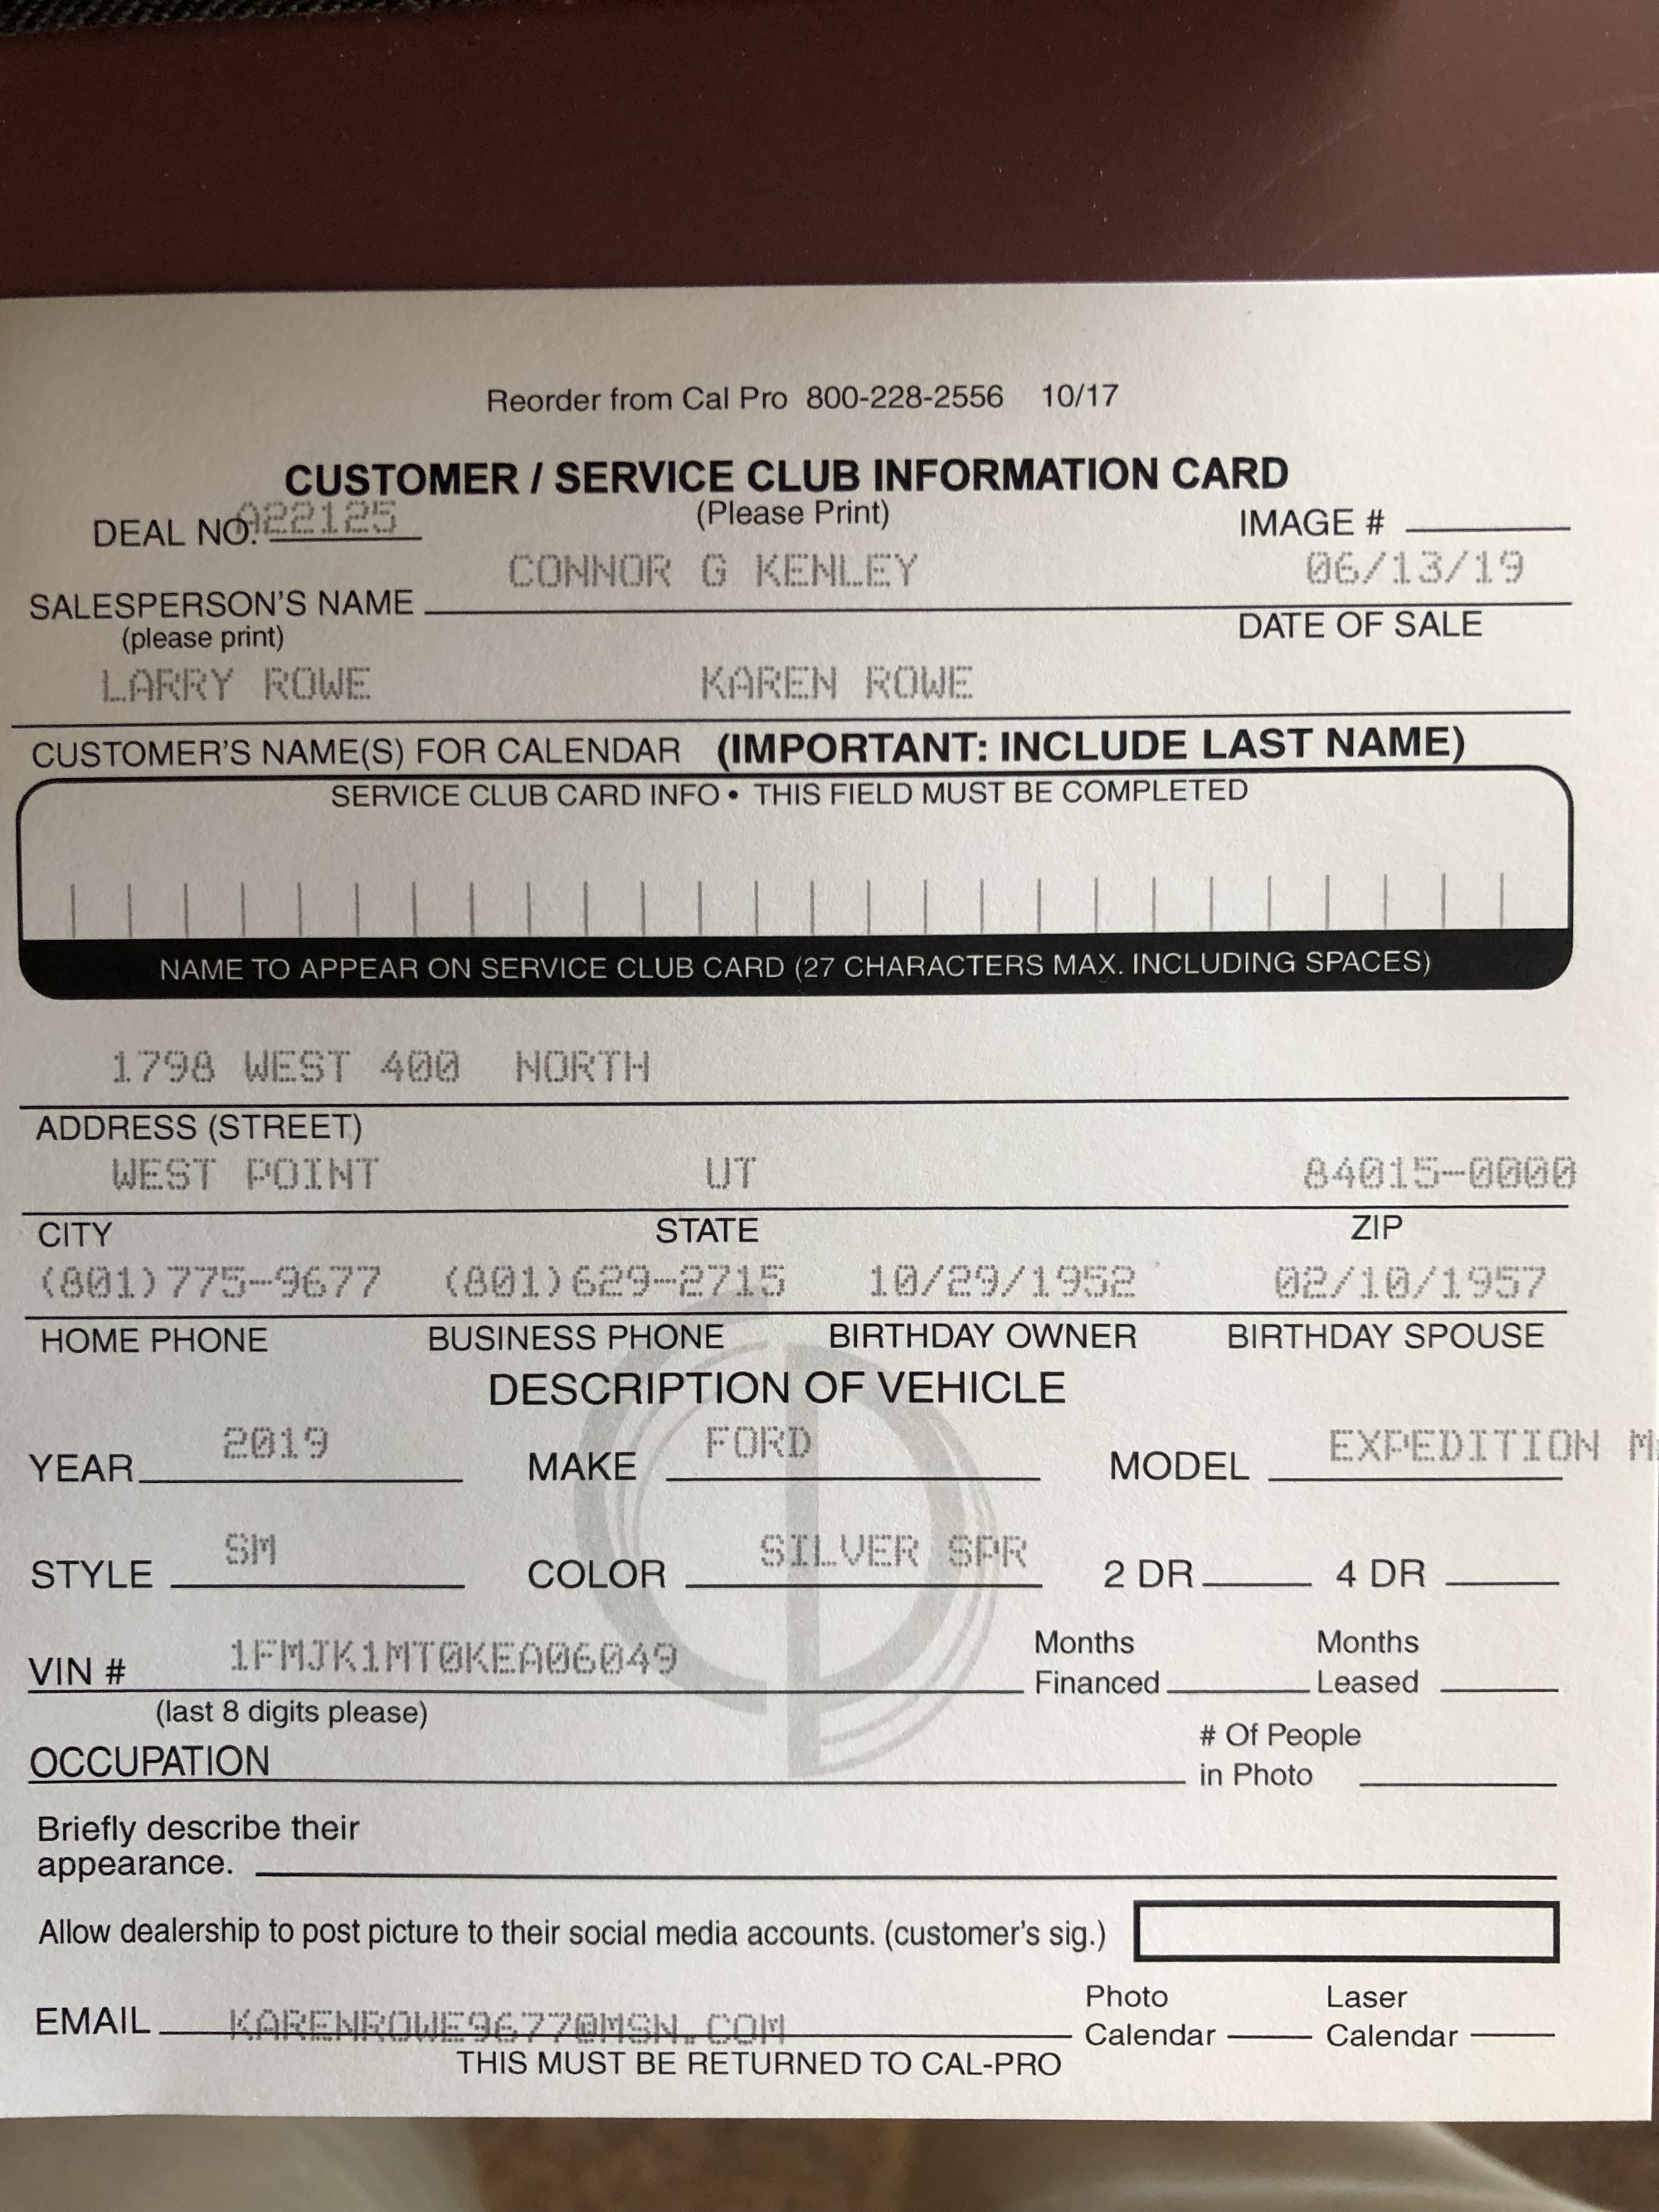 Reorder from Cal Pro 800-228-2556 10/17
CUSTOMER / SERVICE CLUB INFORMATION CARD
DEAL NO. A22125 (Please Print) IMAGE #
CONNOR G KENLEY 06/13/19
SALESPERSON'S NAME
(please print) DATE OF SALE
LARRY ROWE KAREN ROWE
CUSTOMER'S NAME(S) FOR CALENDAR (IMPORTANT: INCLUDE LAST NAME)
SERVICE CLUB CARD INFO • THIS FIELD MUST BE COMPLETED
NAME TO APPEAR ON SERVICE CLUB CARD (27 CHARACTERS MAX. INCLUDING SPACES)
1798 WEST 400 NORTH
ADDRESS (STREET)
WEST POINT UT 84015-0000
CITY STATE ZIP
(801)775-9677 (801)629-2715 10/29/1952 02/10/1957
HOME PHONE BUSINESS PHONE BIRTHDAY OWNER BIRTHDAY SPOUSE
DESCRIPTION OF VEHICLE
YEAR 2019 MAKE FORD MODEL EXPEDITION M
STYLE SM COLOR SILVER SPR 2 DR 4 DR
VIN # 1FMJK1MT0KEA06049 Months Financed Months Leased
(last 8 digits please)
OCCUPATION # Of People in Photo
Briefly describe their
appearance.
Allow dealership to post picture to their social media accounts. (customer's sig.)
EMAIL KARENROWE9677@MSN.COM Photo Calendar Laser Calendar
THIS MUST BE RETURNED TO CAL-PRO